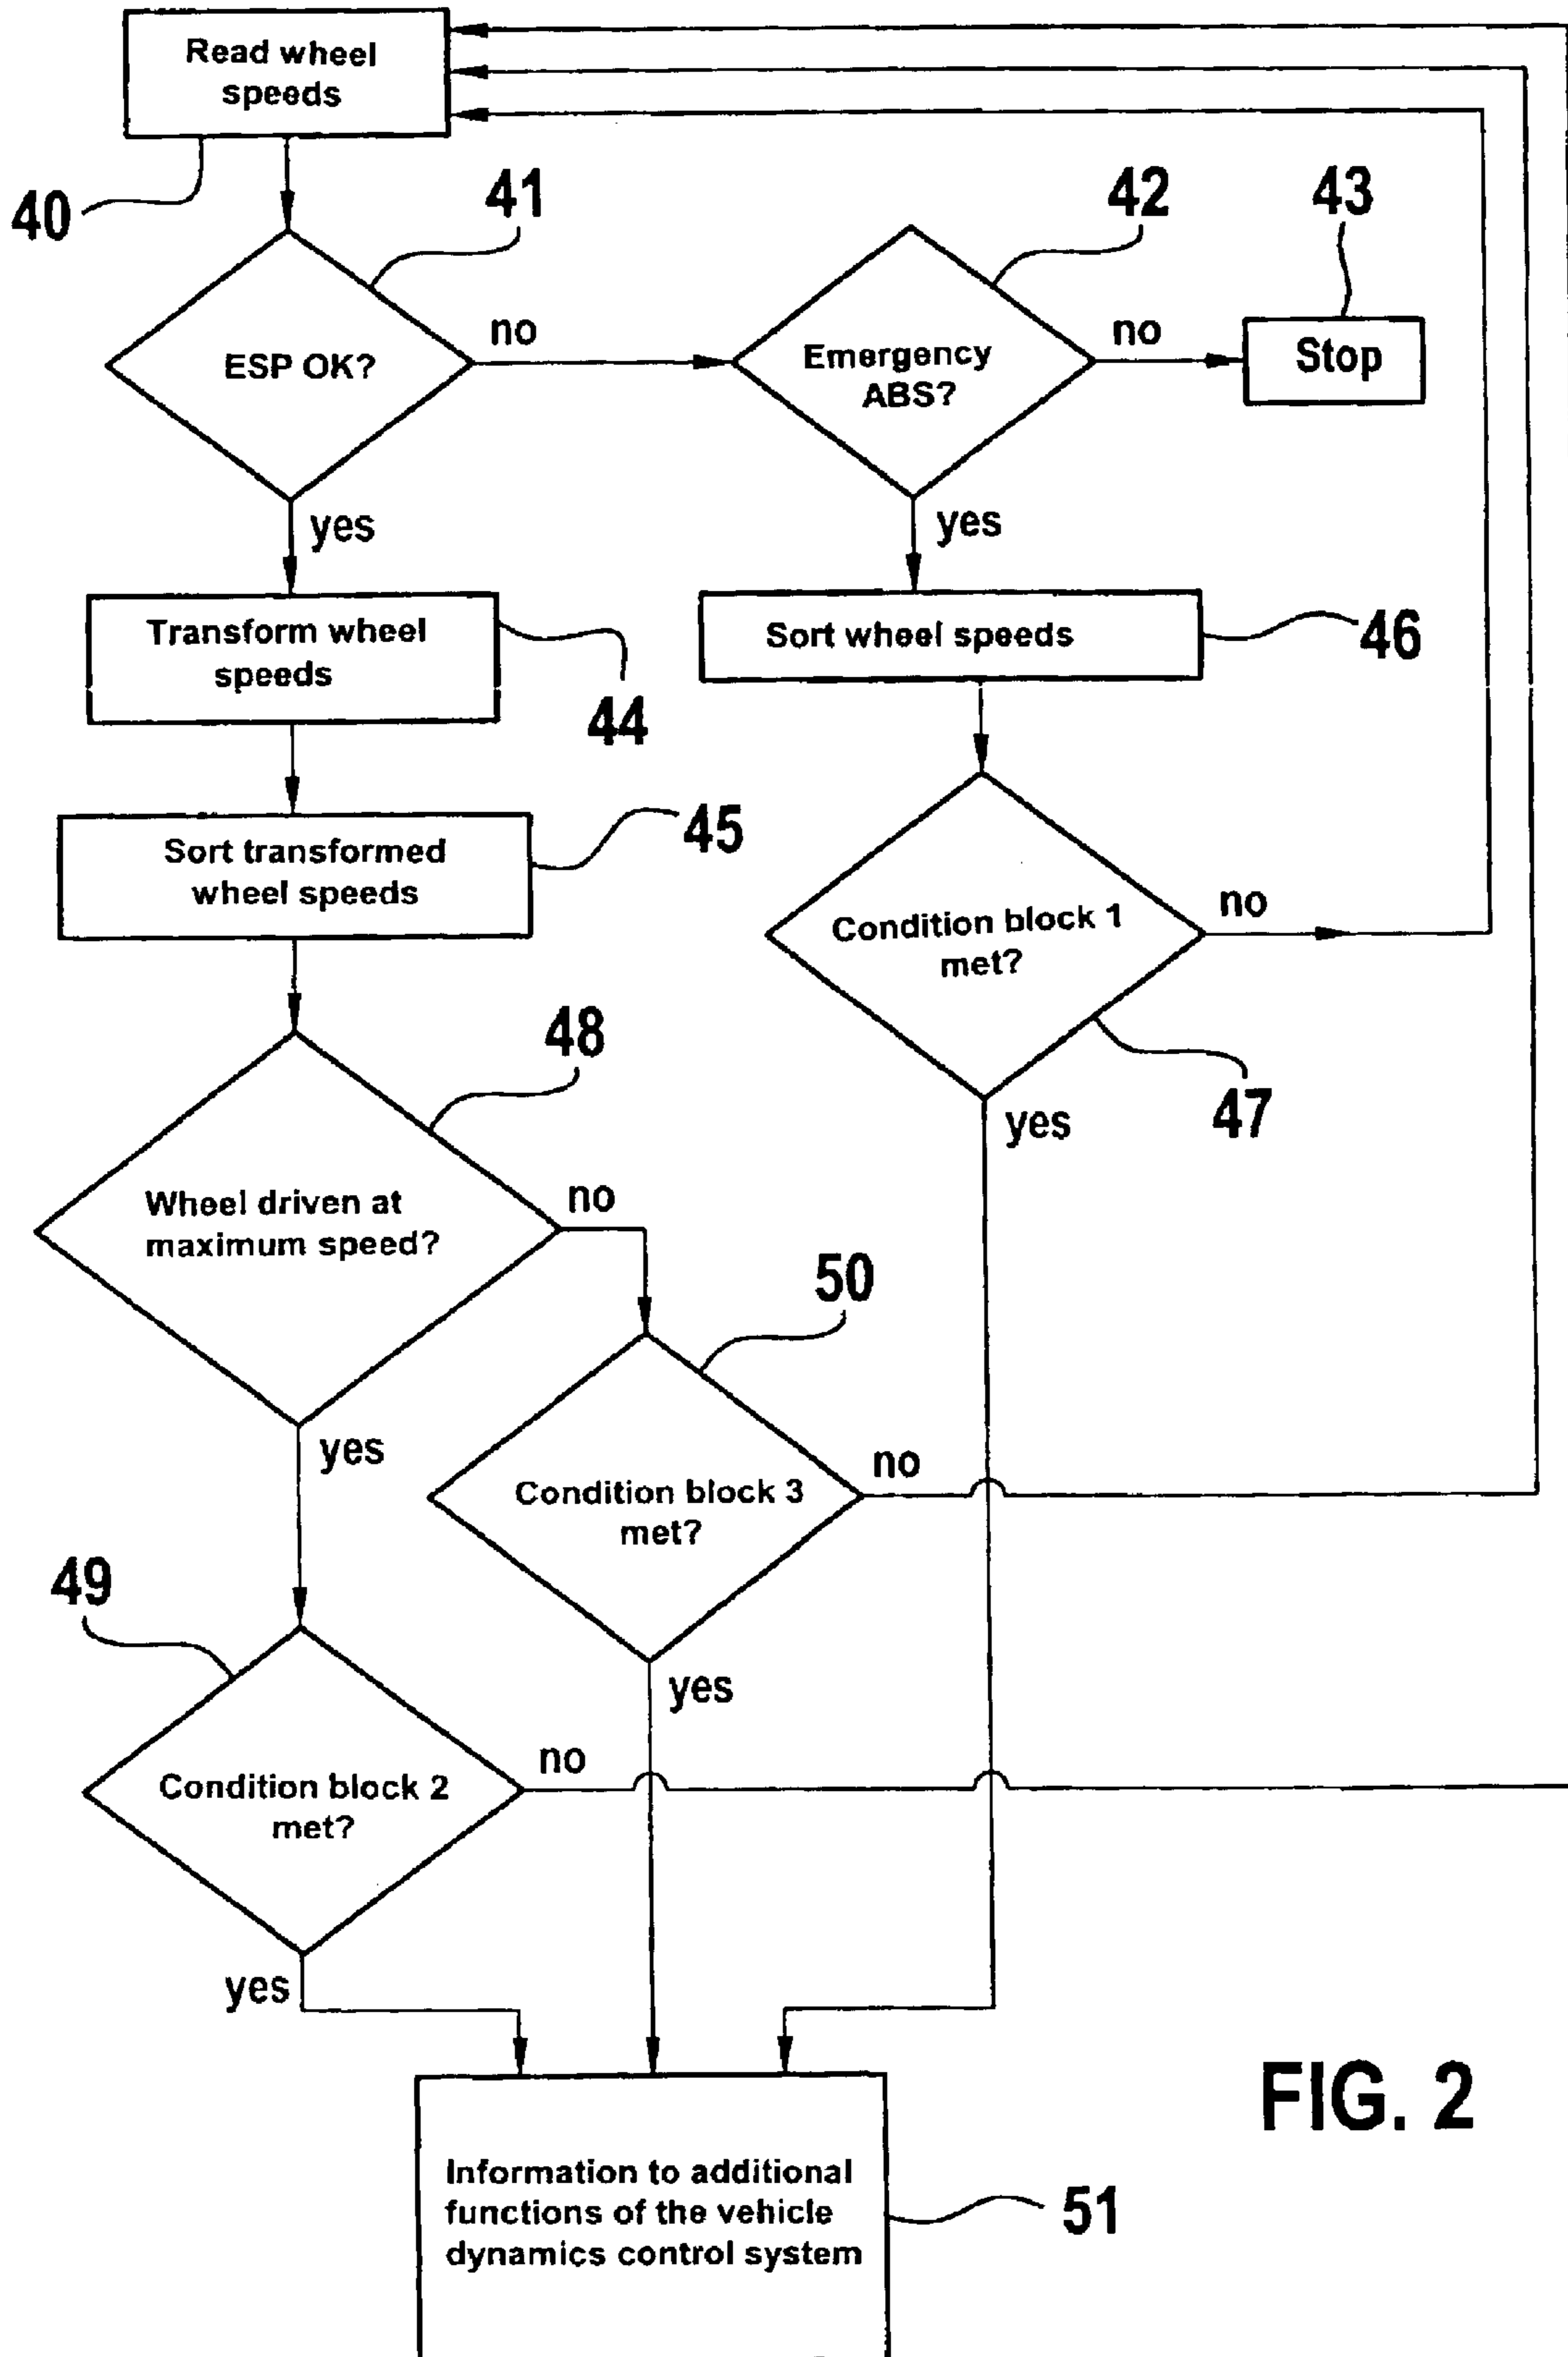 Read wheel
speeds
40
41
42
43
ESP OK?
no
Emergency
ABS?
no
Stop
yes
yes
Transform wheel
speeds
44
Sort wheel speeds
46
Sort transformed
wheel speeds
45
Condition block 1
met?
no
47
yes
48
Wheel driven at
maximum speed?
no
50
yes
Condition block 3
met?
no
49
yes
Condition block 2
met?
no
yes
Information to additional
functions of the vehicle
dynamics control system
51
FIG. 2